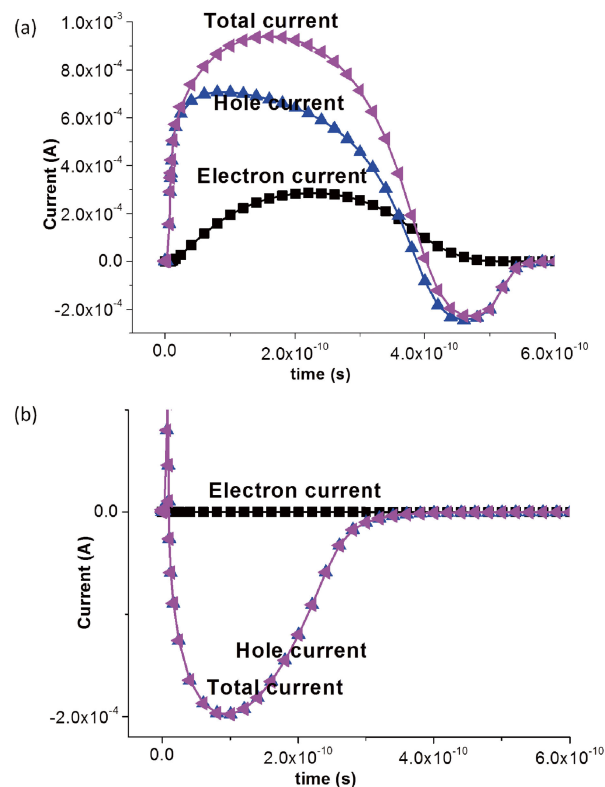 (a)
1.0x10⁻³
8.0x10⁻⁴
6.0x10⁻⁴
4.0x10⁻⁴
2.0x10⁻⁴
0.0
-2.0x10⁻⁴
Current (A)
Total current
Hole current
Electron current
0.0 2.0x10⁻¹⁰ 4.0x10⁻¹⁰ 6.0x10⁻¹⁰
time (s)
(b)
0.0
-2.0x10⁻⁴
Current (A)
Electron current
Hole current
Total current
0.0 2.0x10⁻¹⁰ 4.0x10⁻¹⁰ 6.0x10⁻¹⁰
time (s)